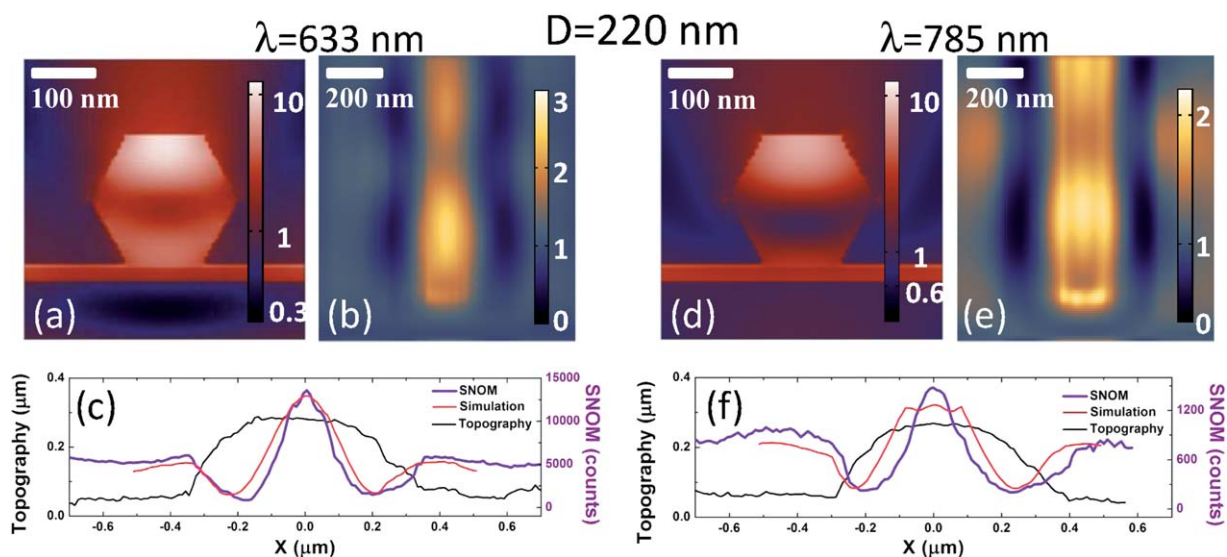 λ=633 nm D=220 nm λ=785 nm
100 nm
10
1
0.3
(a)
200 nm
3
2
1
0
(b)
100 nm
10
1
0.6
(d)
200 nm
2
1
0
(e)
(c)
Topography (μm)
0.4
0.2
0.0
SNOM
Simulation
Topography
15000
10000
5000
0
SNOM (counts)
-0.6 -0.4 -0.2 0.0 0.2 0.4 0.6
X (μm)
(f)
Topography (μm)
0.4
0.2
0.0
SNOM
Simulation
Topography
1200
600
0
SNOM (counts)
-0.6 -0.4 -0.2 -0.0 0.2 0.4 0.6
X (μm)